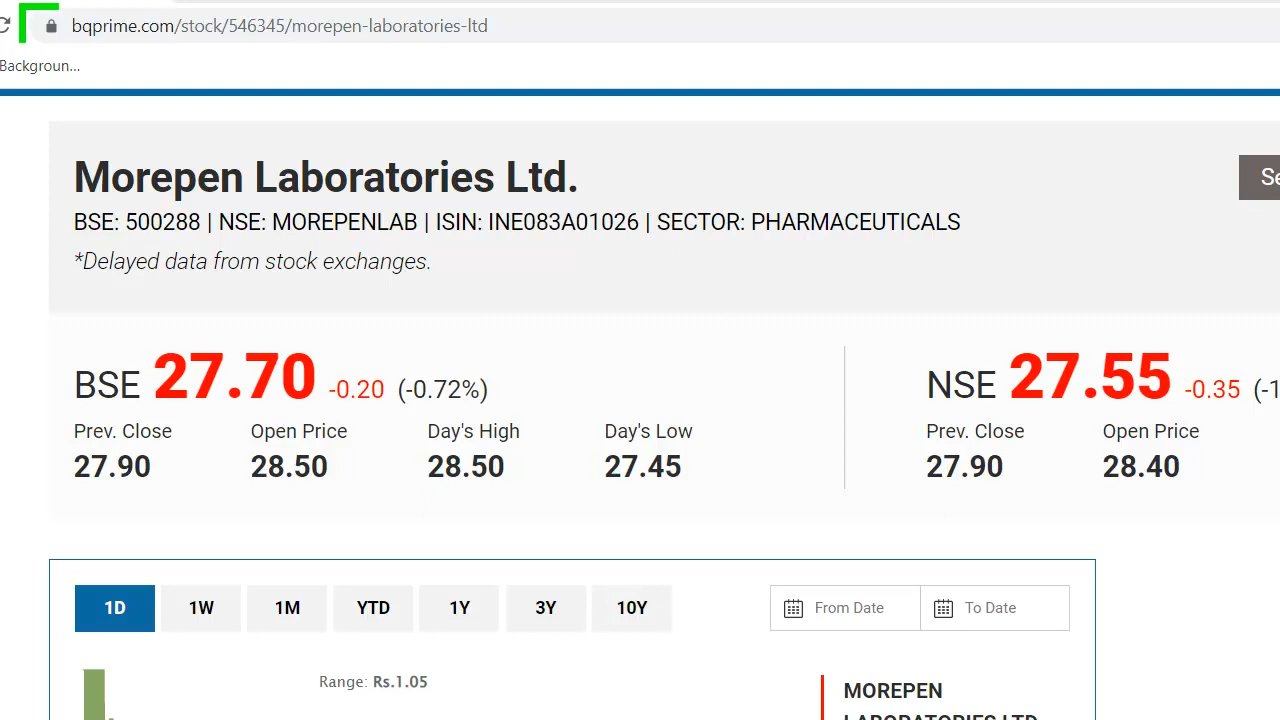 bqprime.com/stock/546345/morepen-laboratories-ltd
Backgroun...
Morepen Laboratories Ltd.
Se
BSE: 500288 | NSE: MOREPENLAB | ISIN: INE083A01026 | SECTOR: PHARMACEUTICALS
*Delayed data from stock exchanges.
BSE 27.70 -0.20 (-0.72%)
Prev. Close Open Price Day's High Day's Low
27.90 28.50 28.50 27.45
NSE 27.55 -0.35 (-1
Prev. Close Open Price
27.90 28.40
1D 1W 1M YTD 1Y 3Y 10Y
From Date To Date
Range: Rs.1.05
MOREPEN
LABORATORIES LTD